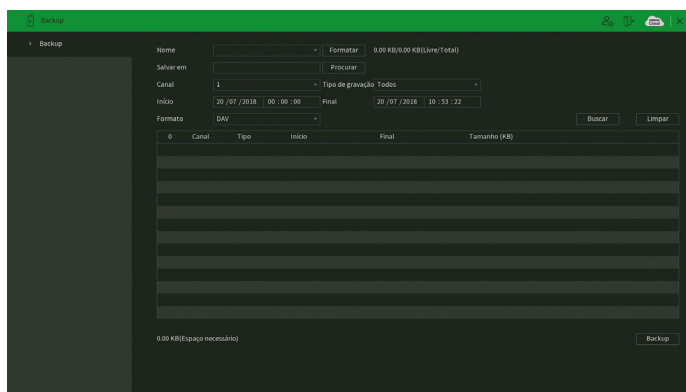 Backup
> Backup
Nome Formatar 0.00 KB/0.00 KB(Livre/Total)
Salvar em Procurar
Canal 1 Tipo de gravação Todos
Início 20 /07 /2018 00 : 00 : 00 Final 20 /07 /2018 10 : 53 : 22
Formato DAV Buscar Limpar
0 Canal Tipo Início Final Tamanho (KB)
0.00 KB(Espaço necessário) Backup